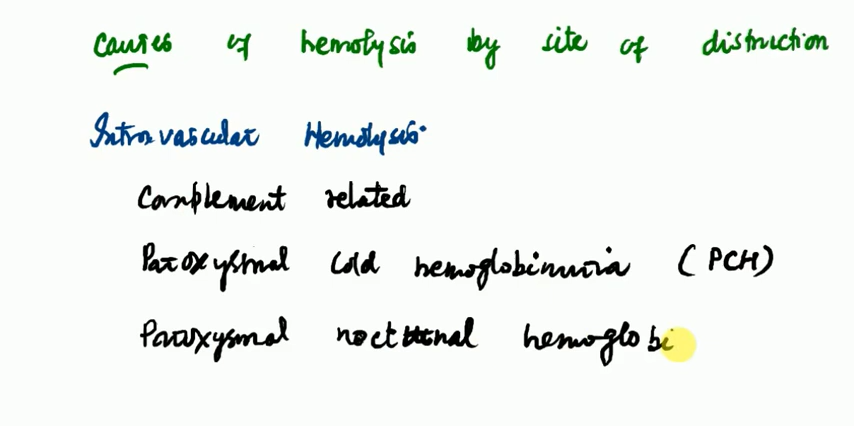 Causes of hemolysis by site of distruction
Intravascular Hemolysis
Complement related
Paroxysmal cold hemoglobinuria (PCH)
Paroxysmal nocturnal hemoglobi